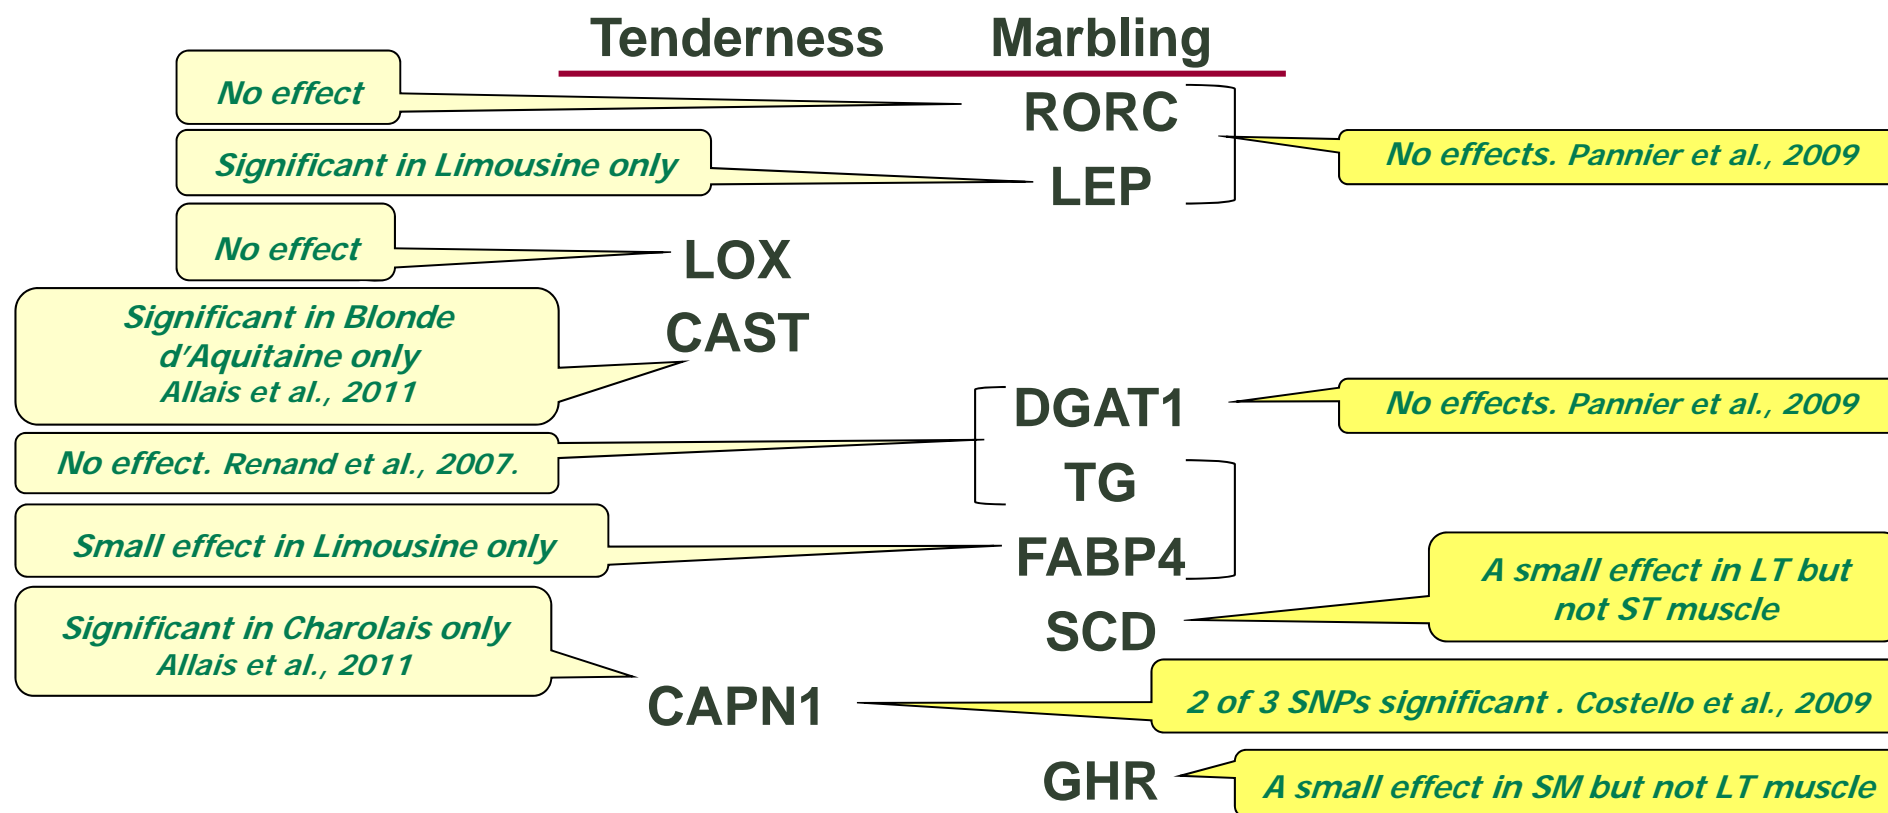 Tenderness Marbling
No effect
RORC
No effects. Pannier et al., 2009
Significant in Limousine only
LEP
No effect
LOX
Significant in Blonde
d'Aquitaine only
Allais et al., 2011
CAST
DGAT1
No effects. Pannier et al., 2009
No effect. Renand et al., 2007.
TG
Small effect in Limousine only
FABP4
A small effect in LT but
not ST muscle
SCD
Significant in Charolais only
Allais et al., 2011
CAPN1
2 of 3 SNPs significant . Costello et al., 2009
GHR
A small effect in SM but not LT muscle